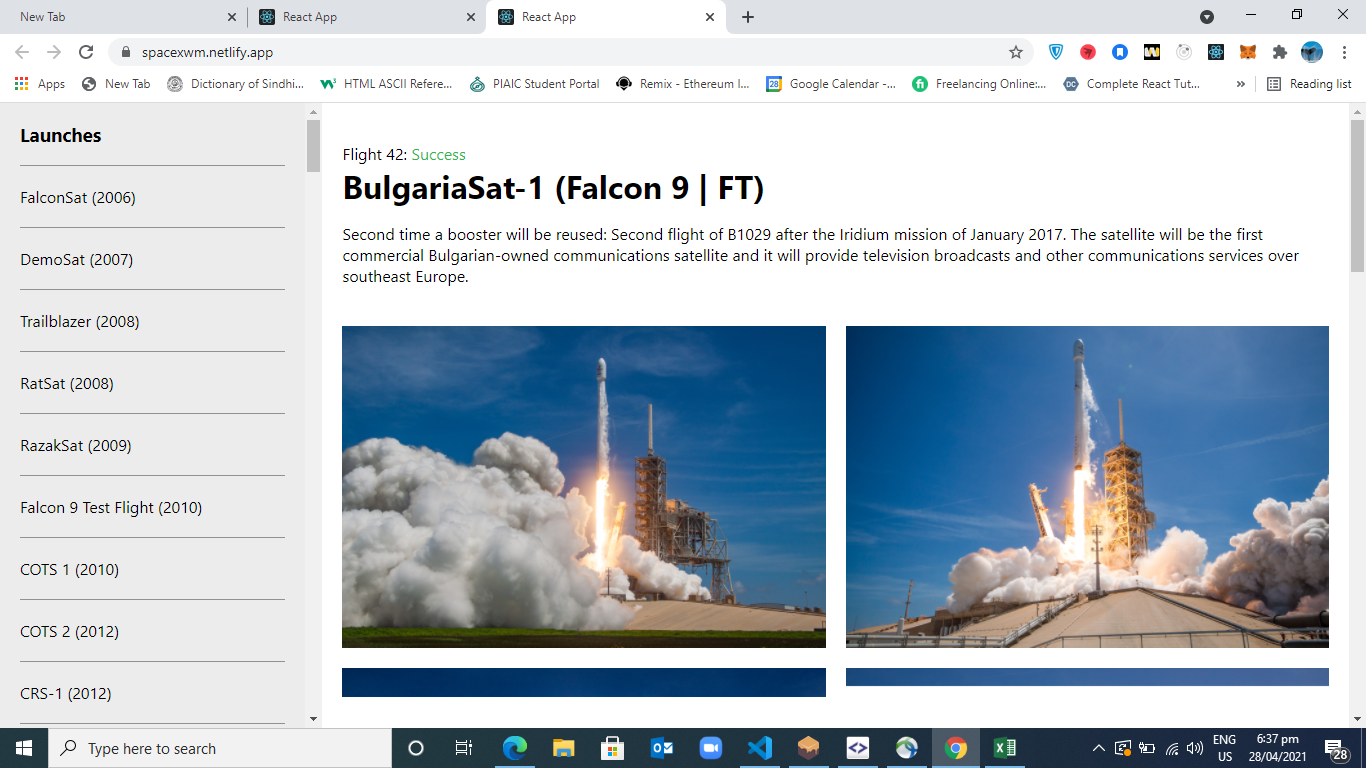 New Tab
React App
React App
spacexwm.netlify.app
Apps
New Tab
Dictionary of Sindhi...
HTML ASCII Refere...
PIAIC Student Portal
Remix - Ethereum I...
28
Google Calendar -...
Freelancing Online:...
DC
Complete React Tut...
»
Reading list
Launches
FalconSat (2006)
DemoSat (2007)
Trailblazer (2008)
RatSat (2008)
RazakSat (2009)
Falcon 9 Test Flight (2010)
COTS 1 (2010)
COTS 2 (2012)
CRS-1 (2012)
Flight 42: Success
BulgariaSat-1 (Falcon 9 | FT)
Second time a booster will be reused: Second flight of B1029 after the Iridium mission of January 2017. The satellite will be the first
commercial Bulgarian-owned communications satellite and it will provide television broadcasts and other communications services over
southeast Europe.
Type here to search
ENG
US
6:37 pm
28/04/2021
28